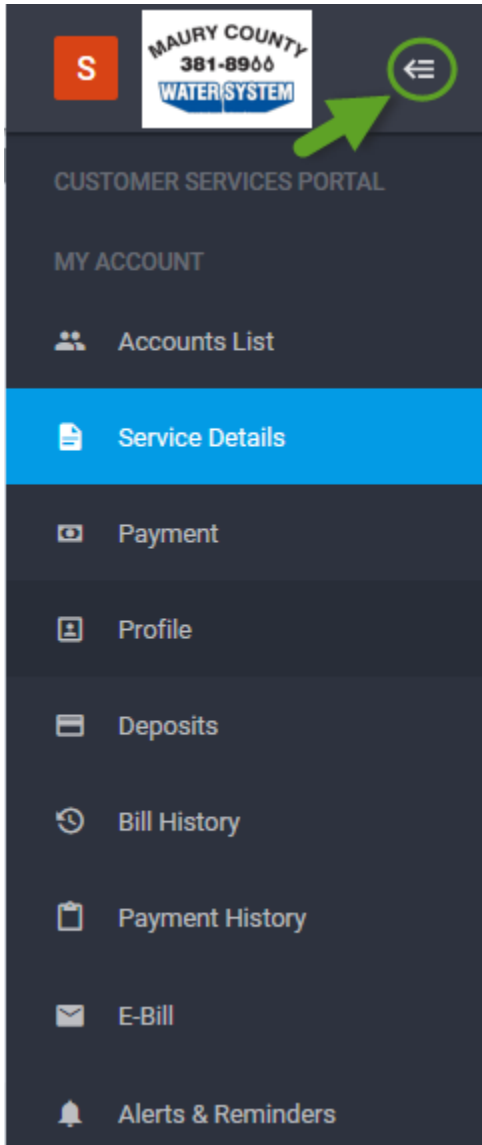 S
MAURY COUNTY
381-8900
WATER SYSTEM
CUSTOMER SERVICES PORTAL
MY ACCOUNT
Accounts List
Service Details
Payment
Profile
Deposits
Bill History
Payment History
E-Bill
Alerts & Reminders